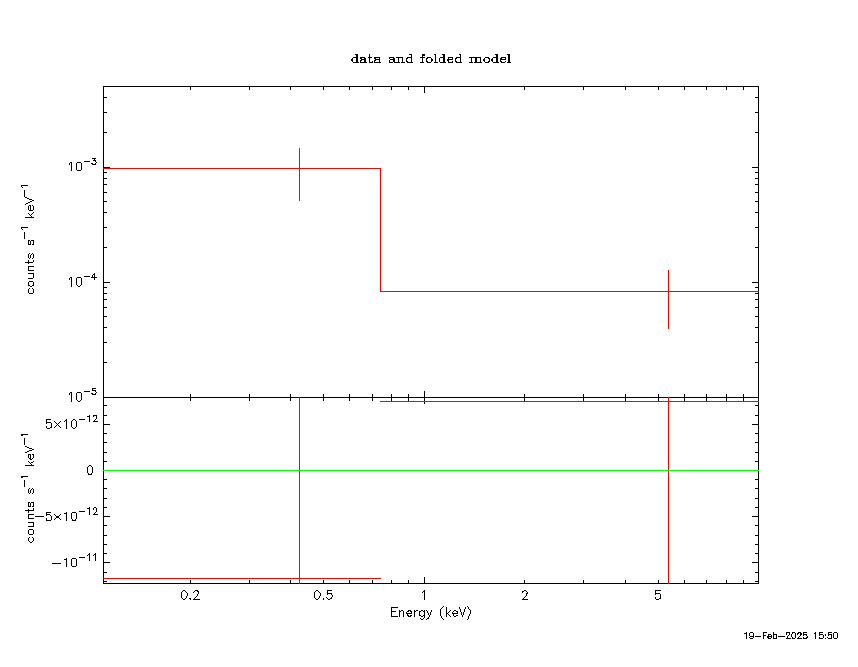 data and folded model
counts s⁻¹ keV⁻¹
10⁻³
10⁻⁴
10⁻⁵
counts s⁻¹ keV⁻¹
5×10⁻¹²
0
−5×10⁻¹²
−10⁻¹¹
0.2 0.5 1 2 5
Energy (keV)
19−Feb−2025 15:50